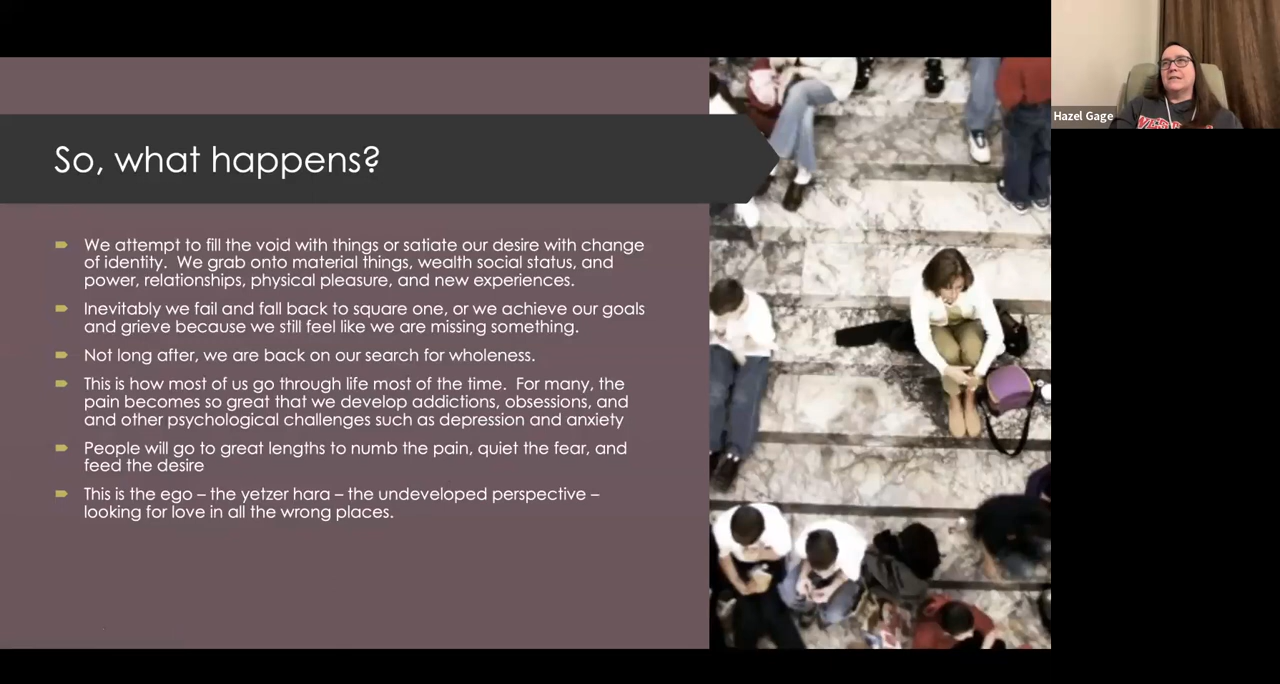 So, what happens?
We attempt to fill the void with things or satiate our desire with change
of identity.  We grab onto material things, wealth social status, and
power, relationships, physical pleasure, and new experiences.
Inevitably we fail and fall back to square one, or we achieve our goals
and grieve because we still feel like we are missing something.
Not long after, we are back on our search for wholeness.
This is how most of us go through life most of the time.  For many, the
pain becomes so great that we develop addictions, obsessions, and
and other psychological challenges such as depression and anxiety
People will go to great lengths to numb the pain, quiet the fear, and
feed the desire
This is the ego – the yetzer hara – the undeveloped perspective –
looking for love in all the wrong places.
Hazel Gage